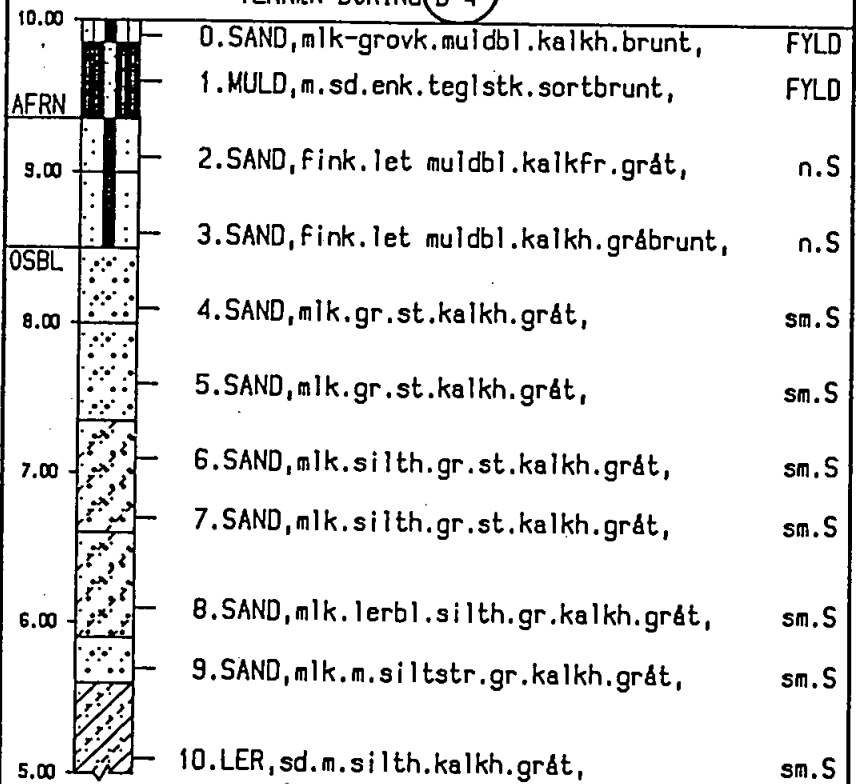 10.00
0.SAND,mlk-grovk.muldbl.kalkh.brunt, FYLD
1.MULD,m.sd.enk.teglstk.sortbrunt, FYLD
AFRN
9.00 2.SAND,fink.let muldbl.kalkfr.gråt, n.S
3.SAND,fink.let muldbl.kalkh.gråbrunt, n.S
OSBL
8.00 4.SAND,mlk.gr.st.kalkh.gråt, sm.S
5.SAND,mlk.gr.st.kalkh.gråt, sm.S
7.00 6.SAND,mlk.silth.gr.st.kalkh.gråt, sm.S
7.SAND,mlk.silth.gr.st.kalkh.gråt, sm.S
6.00 8.SAND,mlk.lerbl.silth.gr.kalkh.gråt, sm.S
9.SAND,mlk.m.siltstr.gr.kalkh.gråt, sm.S
5.00 10.LER,sd.m.silth.kalkh.gråt, sm.S